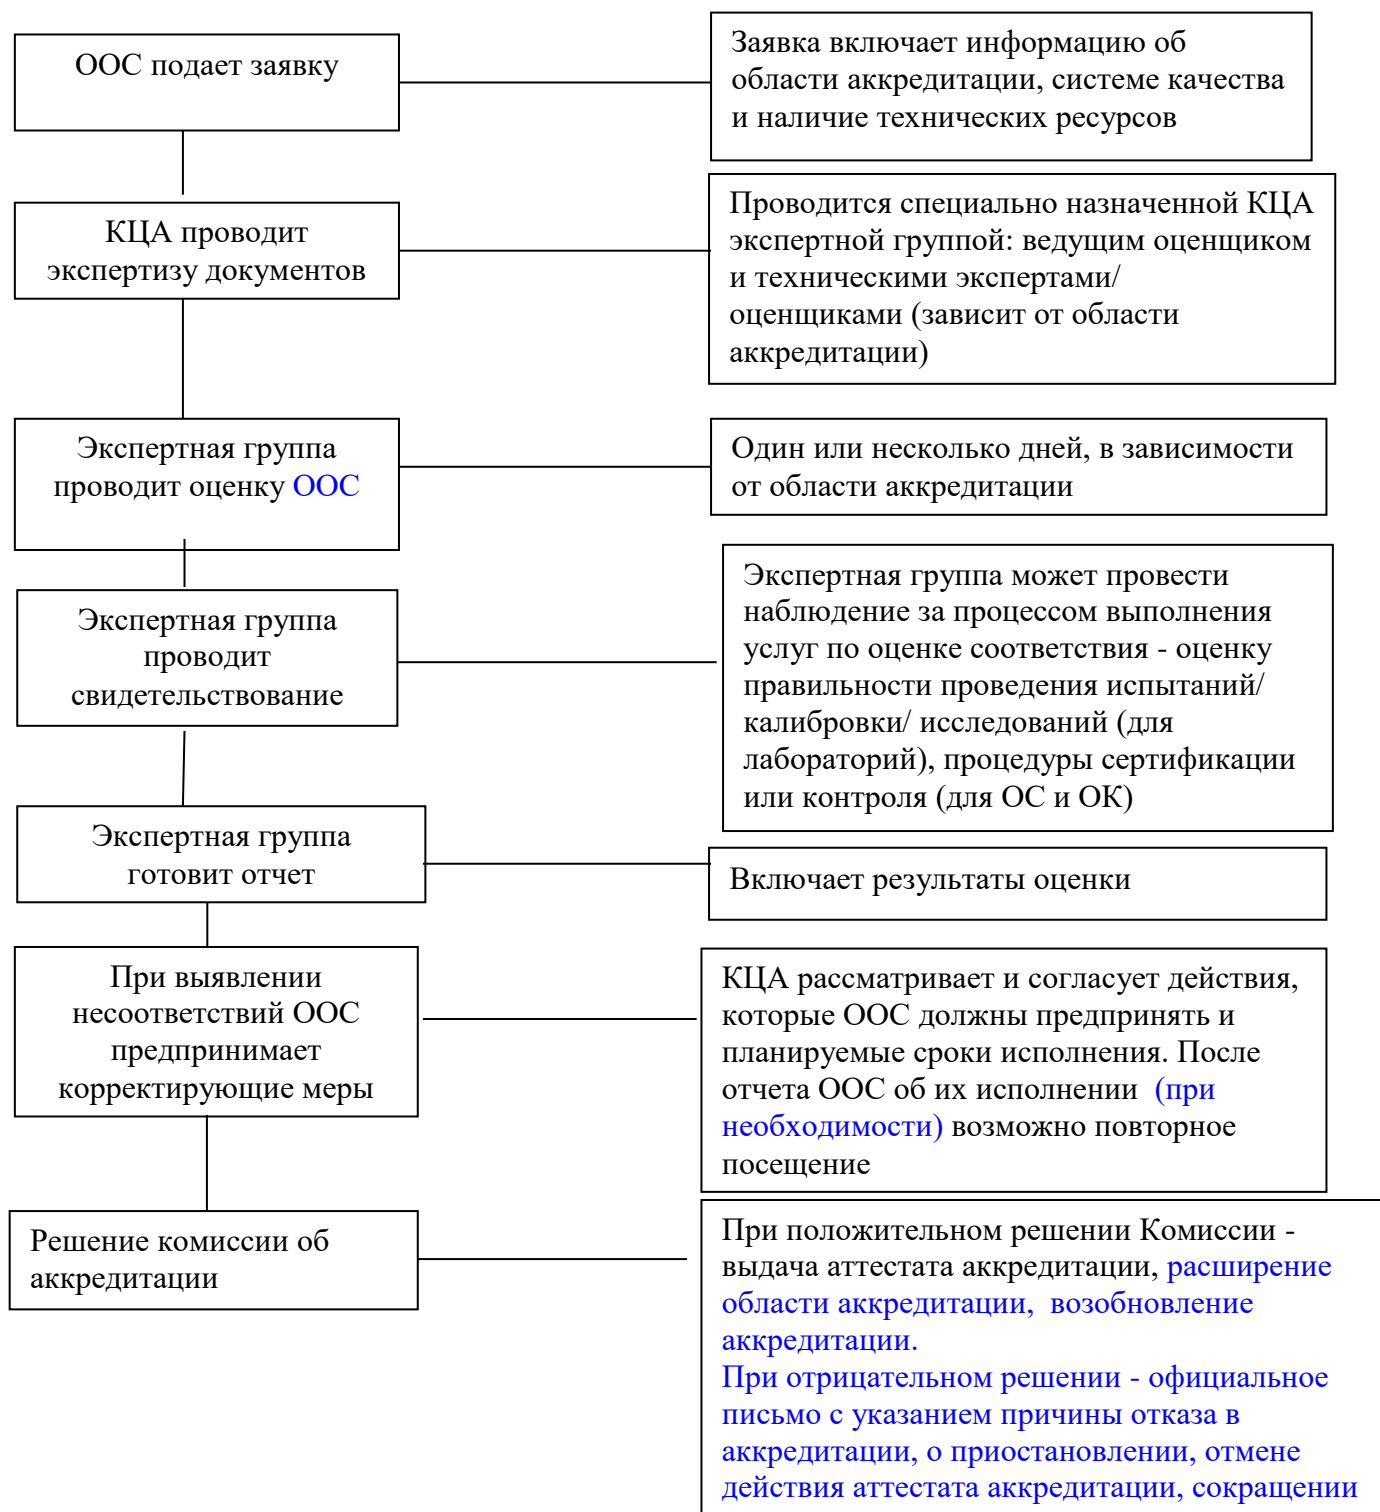 ООС подает заявку
Заявка включает информацию об
области аккредитации, системе качества
и наличие технических ресурсов
КЦА проводит
экспертизу документов
Проводится специально назначенной КЦА
экспертной группой: ведущим оценщиком
и техническими экспертами/
оценщиками (зависит от области
аккредитации)
Экспертная группа
проводит оценку ООС
Один или несколько дней, в зависимости
от области аккредитации
Экспертная группа
проводит
свидетельствование
Экспертная группа может провести
наблюдение за процессом выполнения
услуг по оценке соответствия - оценку
правильности проведения испытаний/
калибровки/ исследований (для
лабораторий), процедуры сертификации
или контроля (для ОС и ОК)
Экспертная группа
готовит отчет
Включает результаты оценки
При выявлении
несоответствий ООС
предпринимает
корректирующие меры
КЦА рассматривает и согласует действия,
которые ООС должны предпринять и
планируемые сроки исполнения. После
отчета ООС об их исполнении (при
необходимости) возможно повторное
посещение
Решение комиссии об
аккредитации
При положительном решении Комиссии -
выдача аттестата аккредитации, расширение
области аккредитации, возобновление
аккредитации.
При отрицательном решении - официальное
письмо с указанием причины отказа в
аккредитации, о приостановлении, отмене
действия аттестата аккредитации, сокращении